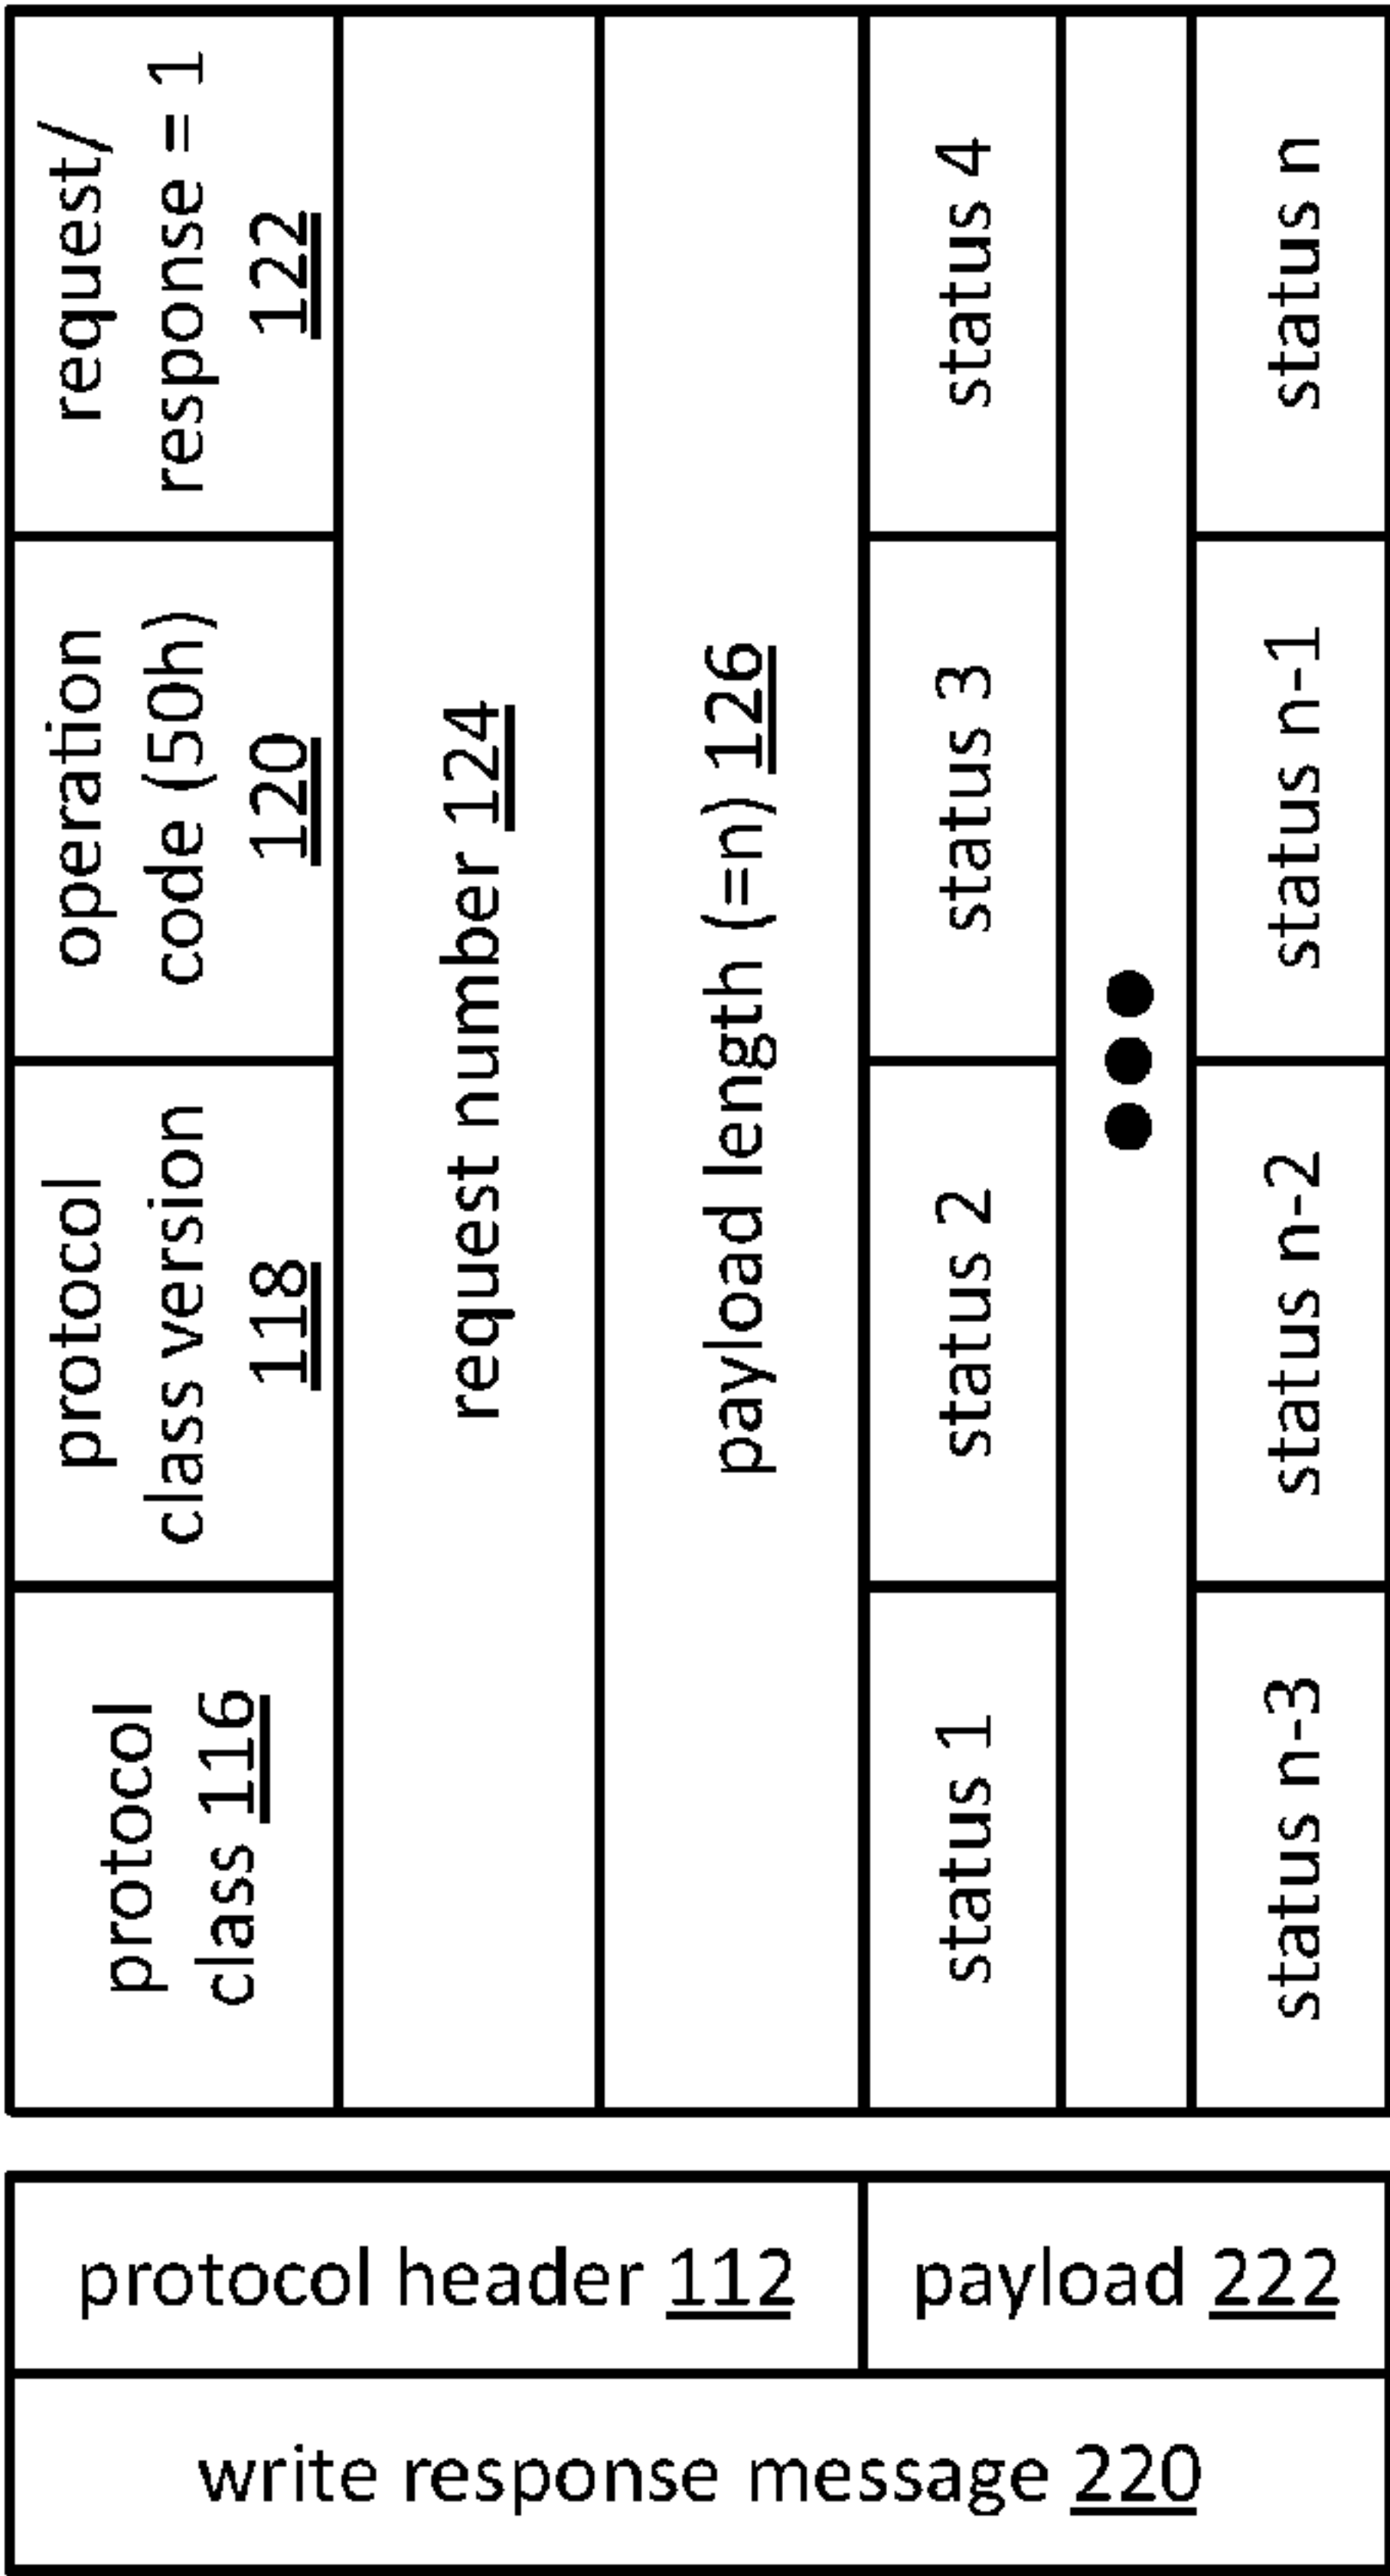 protocol
class 116
protocol
class version
118
operation
code (50h)
120
request/
response = 1
122
request number 124
payload length (=n) 126
status 1
status 2
status 3
status 4
status n-3
status n-2
status n-1
status n
protocol header 112
payload 222
write response message 220